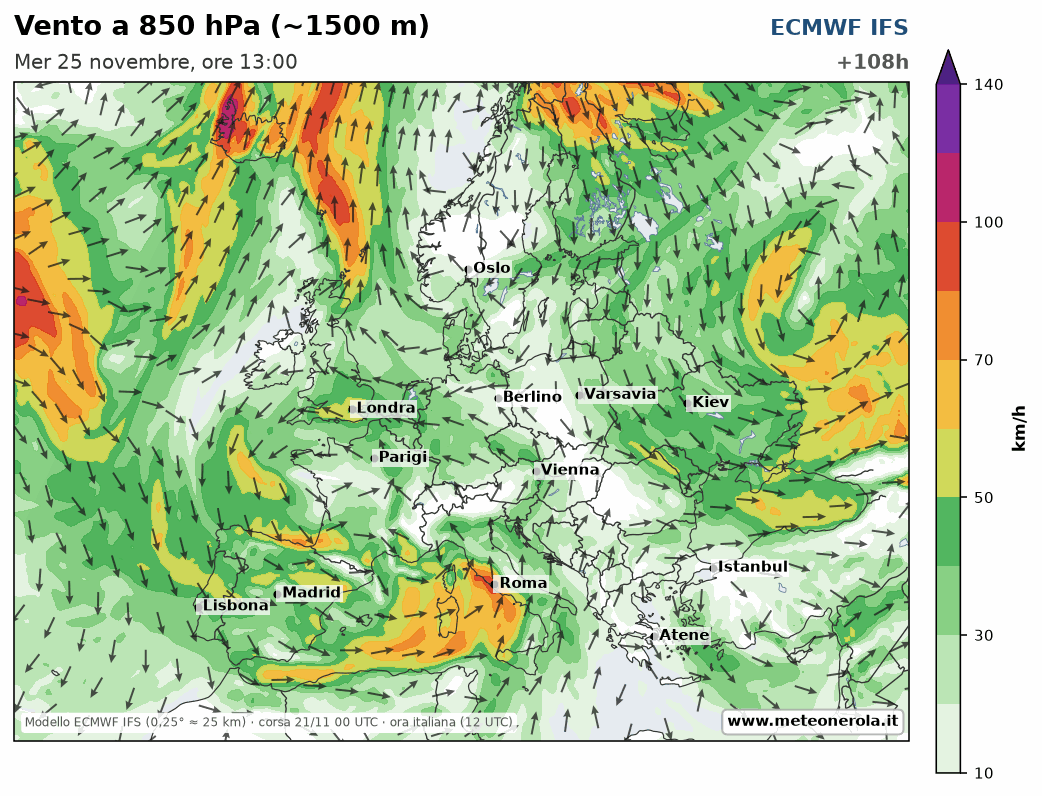 Vento a 850 hPa (~1500 m)
ECMWF IFS
Mer 25 novembre, ore 13:00
+108h
140
100
70
50
30
10
km/h
Oslo
Berlino
Varsavia
Kiev
Londra
Parigi
Vienna
Istanbul
Roma
Madrid
Lisbona
Atene
Modello ECMWF IFS (0,25° ≈ 25 km) · corsa 21/11 00 UTC · ora italiana (12 UTC)
www.meteonerola.it